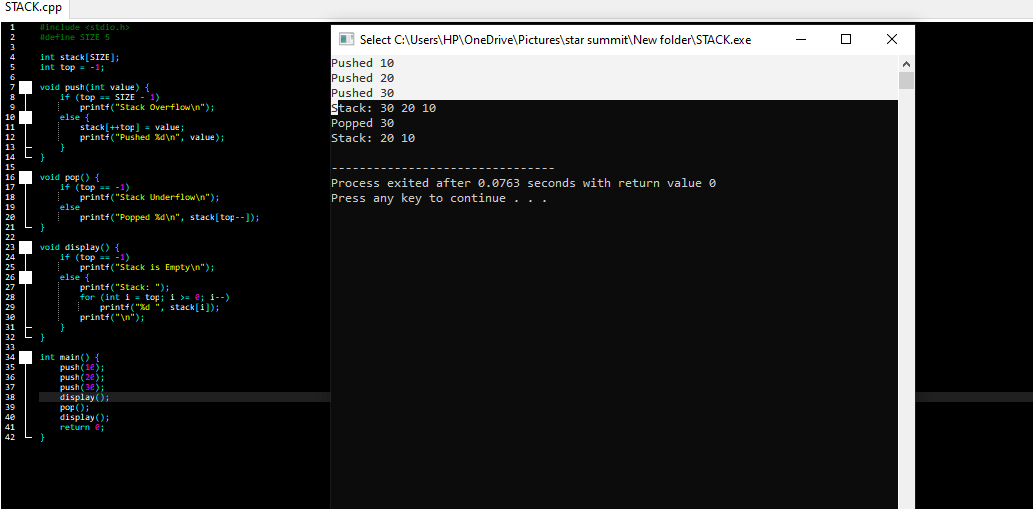 STACK.cpp
1 #include <stdio.h>
2 #define SIZE 5
3
4 int stack[SIZE];
5 int top = -1;
6
7 void push(int value) {
8 if (top == SIZE - 1)
9 printf("Stack Overflow\n");
10 else {
11 stack[++top] = value;
12 printf("Pushed %d\n", value);
13 }
14 }
15
16 void pop() {
17 if (top == -1)
18 printf("Stack Underflow\n");
19 else
20 printf("Popped %d\n", stack[top--]);
21 }
22
23 void display() {
24 if (top == -1)
25 printf("Stack is Empty\n");
26 else {
27 printf("Stack: ");
28 for (int i = top; i >= 0; i--)
29 printf("%d ", stack[i]);
30 printf("\n");
31 }
32 }
33
34 int main() {
35 push(10);
36 push(20);
37 push(30);
38 display();
39 pop();
40 display();
41 return 0;
42 }
Select C:\Users\HP\OneDrive\Pictures\star summit\New folder\STACK.exe
Pushed 10
Pushed 20
Pushed 30
Stack: 30 20 10
Popped 30
Stack: 20 10
--------------------------------
Process exited after 0.0763 seconds with return value 0
Press any key to continue . . .